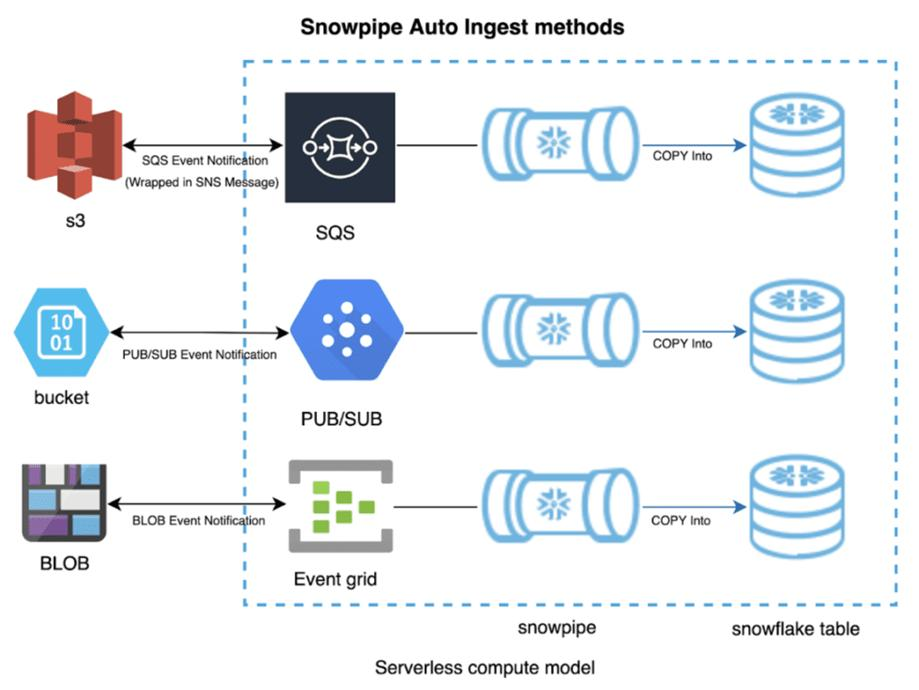 Snowpipe Auto Ingest methods
SQS Event Notification
(Wrapped in SNS Message)
COPY Into
s3
SQS
10
01
PUB/SUB Event Notification
COPY Into
bucket
PUB/SUB
BLOB Event Notification
COPY Into
BLOB
Event grid
snowpipe
snowflake table
Serverless compute model